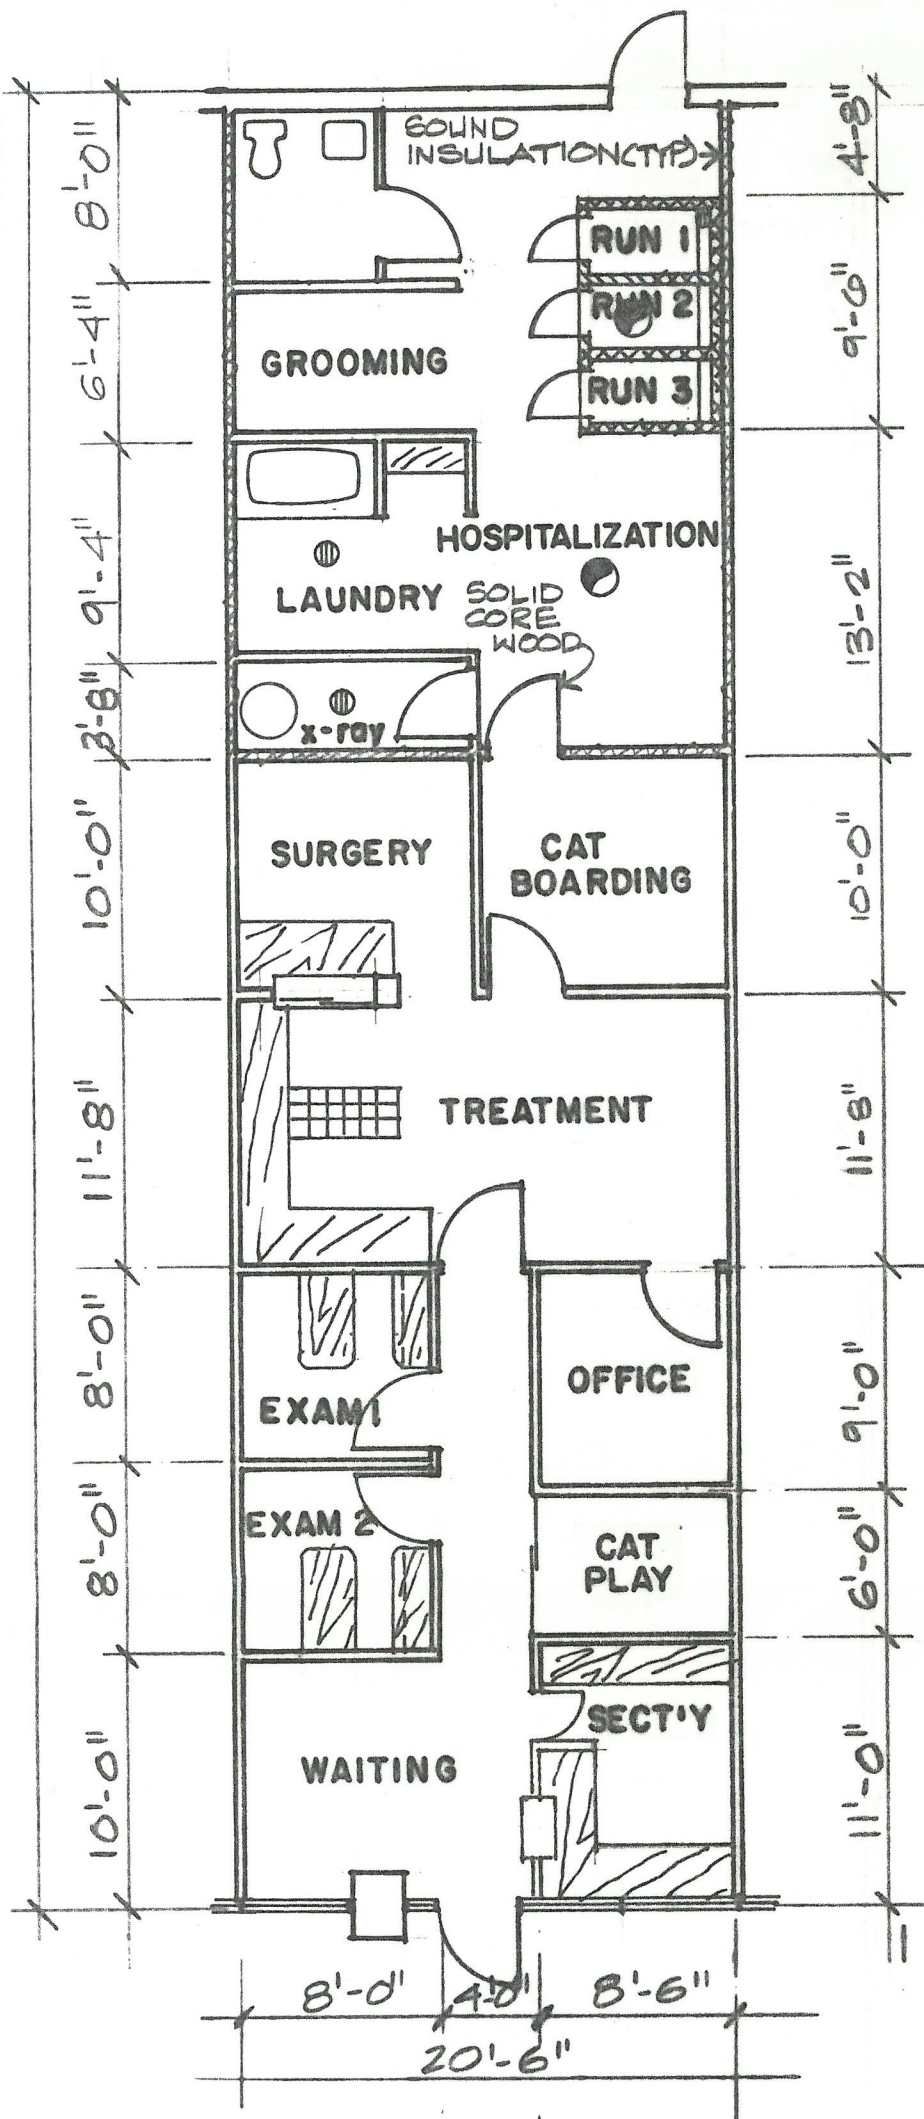 SOUND
INSULATION(TYP)
4'-8"
8'-0"
RUN 1
RUN 2
9'-6"
6'-4"
GROOMING
RUN 3
HOSPITALIZATION
9'-4"
LAUNDRY
SOLID
CORE
WOOD
13'-2"
3'-8"
x-ray
10'-0"
SURGERY
CAT
BOARDING
10'-0"
11'-8"
TREATMENT
11'-8"
8'-0"
EXAM 1
OFFICE
9'-0"
8'-0"
EXAM 2
CAT
PLAY
6'-0"
10'-0"
WAITING
SECT'Y
11'-0"
8'-0"
4'-0"
8'-6"
20'-6"